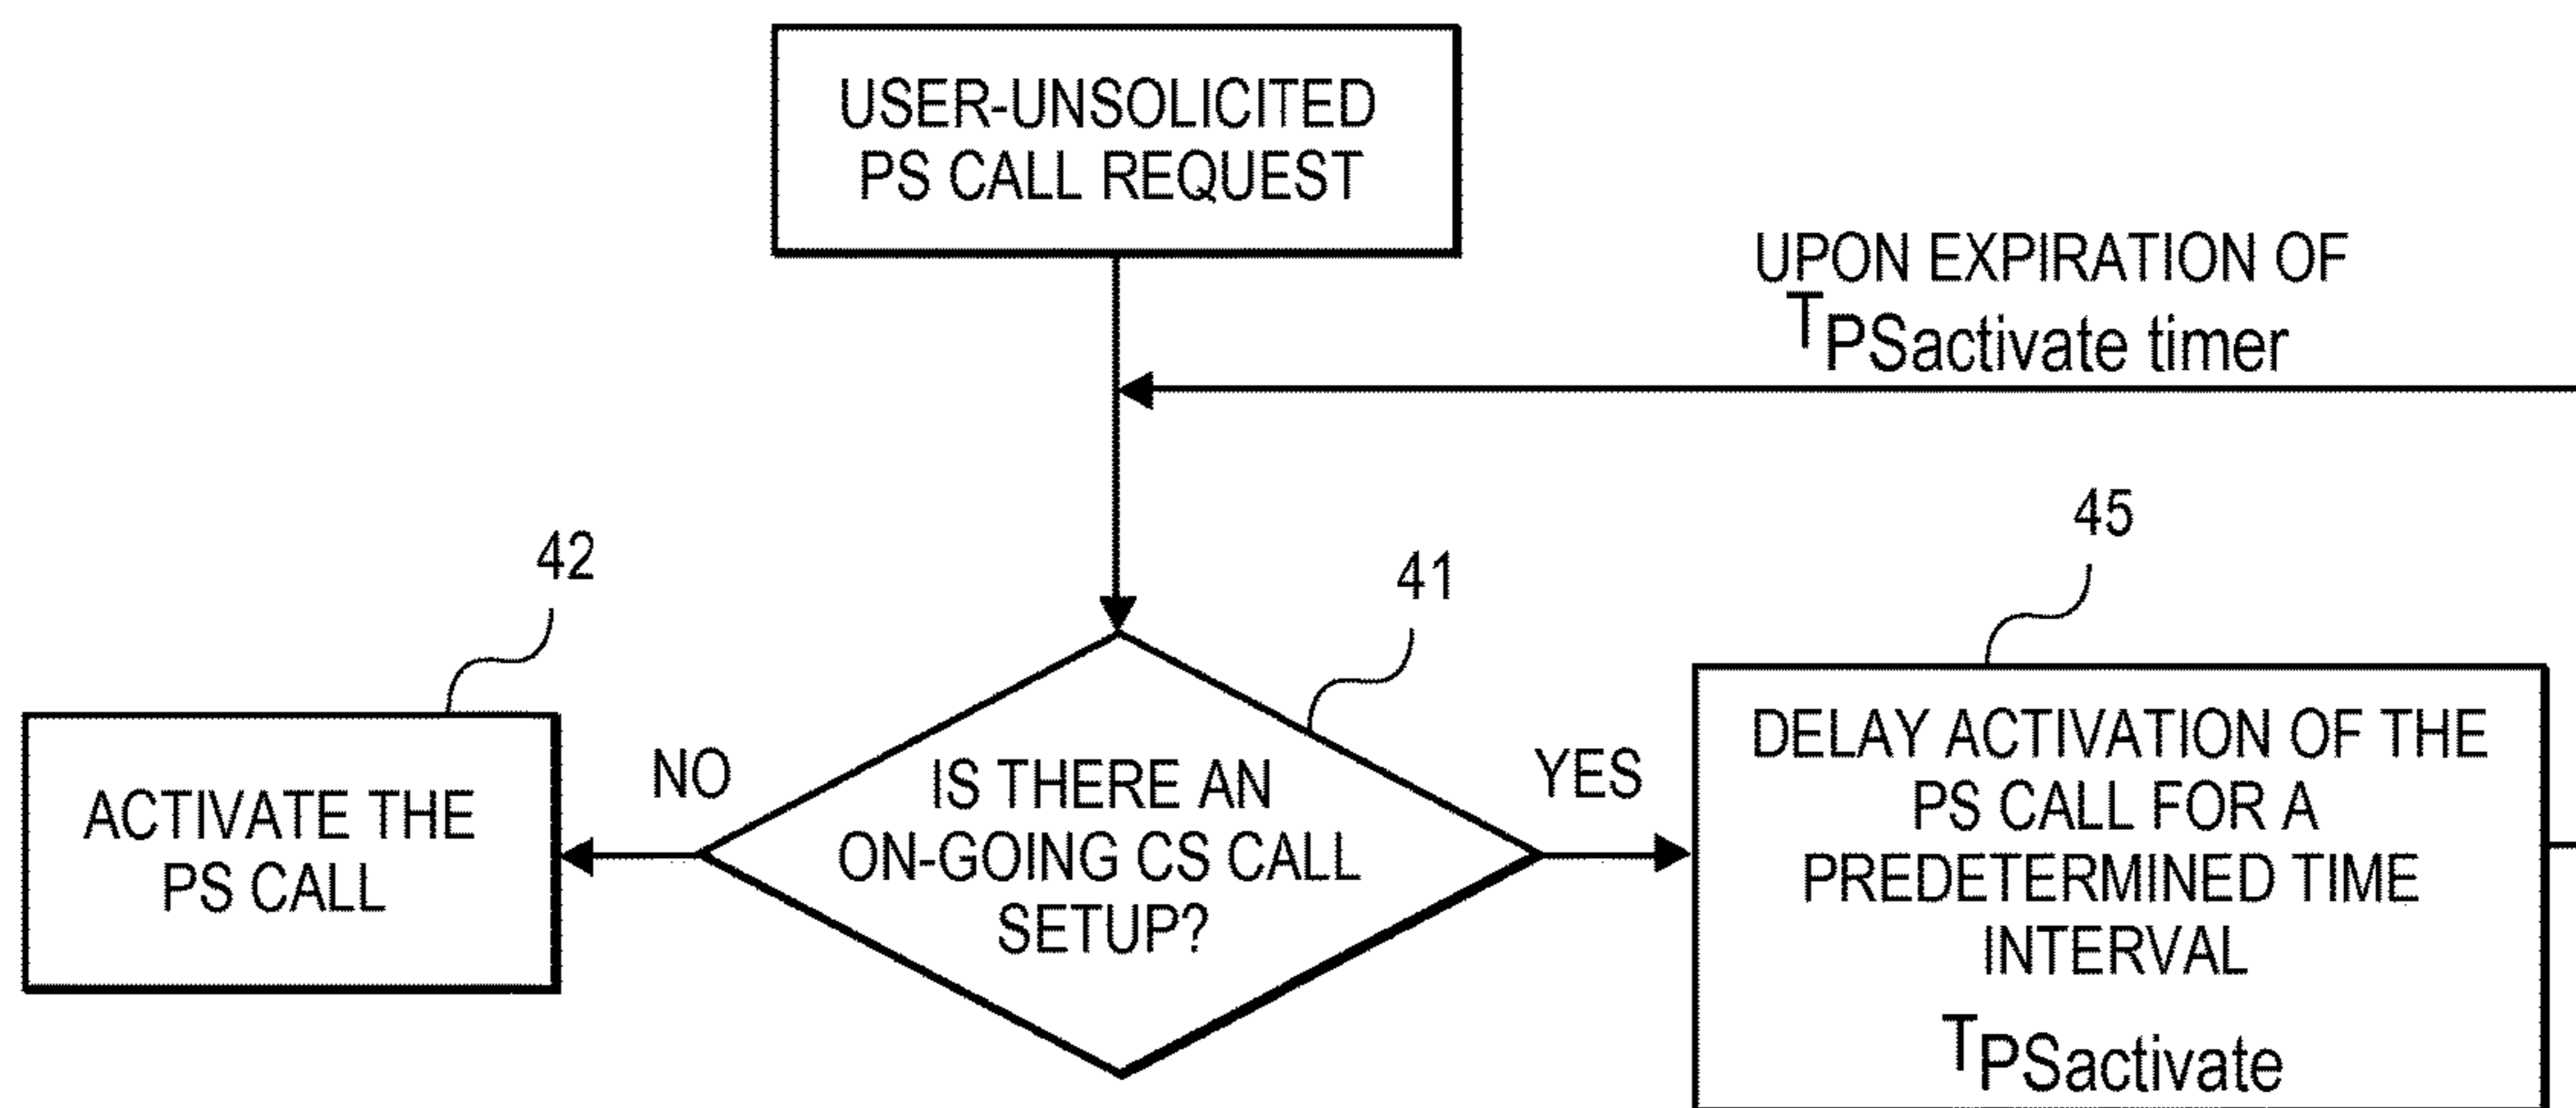 USER-UNSOLICITED
PS CALL REQUEST
UPON EXPIRATION OF
TPSactivate timer
42
41
45
ACTIVATE THE
PS CALL
NO
IS THERE AN
ON-GOING CS CALL
SETUP?
YES
DELAY ACTIVATION OF THE
PS CALL FOR A
PREDETERMINED TIME
INTERVAL
TPSactivate